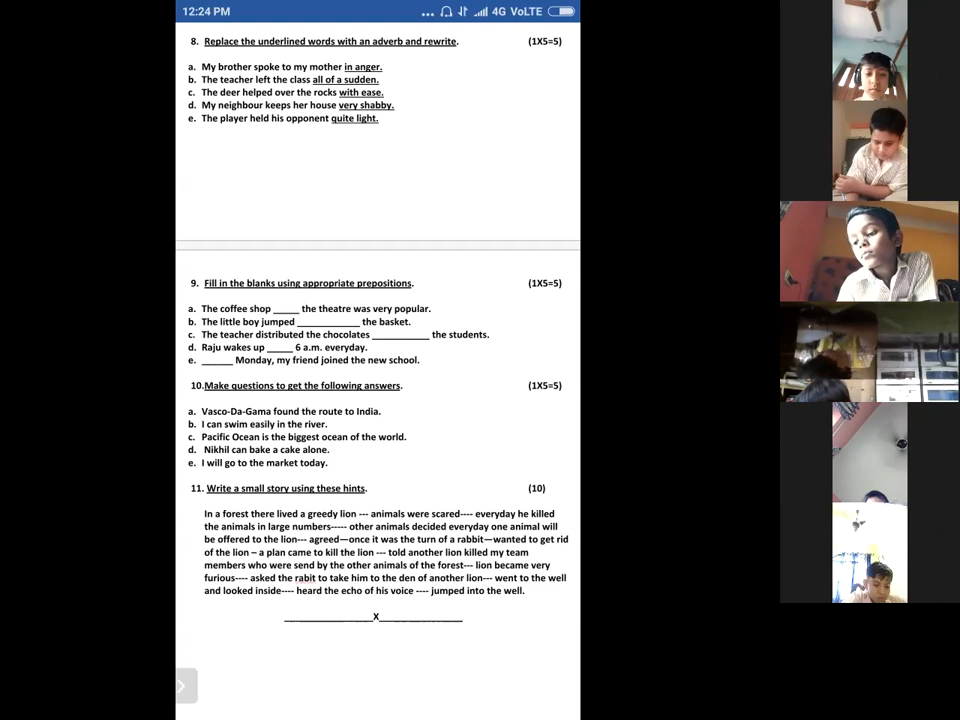 12:24 PM ... 4G VoLTE
8. Replace the underlined words with an adverb and rewrite. (1X5=5)
a. My brother spoke to my mother in anger.
b. The teacher left the class all of a sudden.
c. The deer helped over the rocks with ease.
d. My neighbour keeps her house very shabby.
e. The player held his opponent quite light.
9. Fill in the blanks using appropriate prepositions. (1X5=5)
a. The coffee shop _____ the theatre was very popular.
b. The little boy jumped ____________ the basket.
c. The teacher distributed the chocolates ___________ the students.
d. Raju wakes up _____ 6 a.m. everyday.
e. ______ Monday, my friend joined the new school.
10.Make questions to get the following answers. (1X5=5)
a. Vasco-Da-Gama found the route to India.
b. I can swim easily in the river.
c. Pacific Ocean is the biggest ocean of the world.
d. Nikhil can bake a cake alone.
e. I will go to the market today.
11. Write a small story using these hints. (10)
In a forest there lived a greedy lion --- animals were scared---- everyday he killed
the animals in large numbers----- other animals decided everyday one animal will
be offered to the lion--- agreed—once it was the turn of a rabbit—wanted to get rid
of the lion – a plan came to kill the lion --- told another lion killed my team
members who were send by the other animals of the forest--- lion became very
furious---- asked the rabit to take him to the den of another lion--- went to the well
and looked inside---- heard the echo of his voice ---- jumped into the well.
_________________X________________